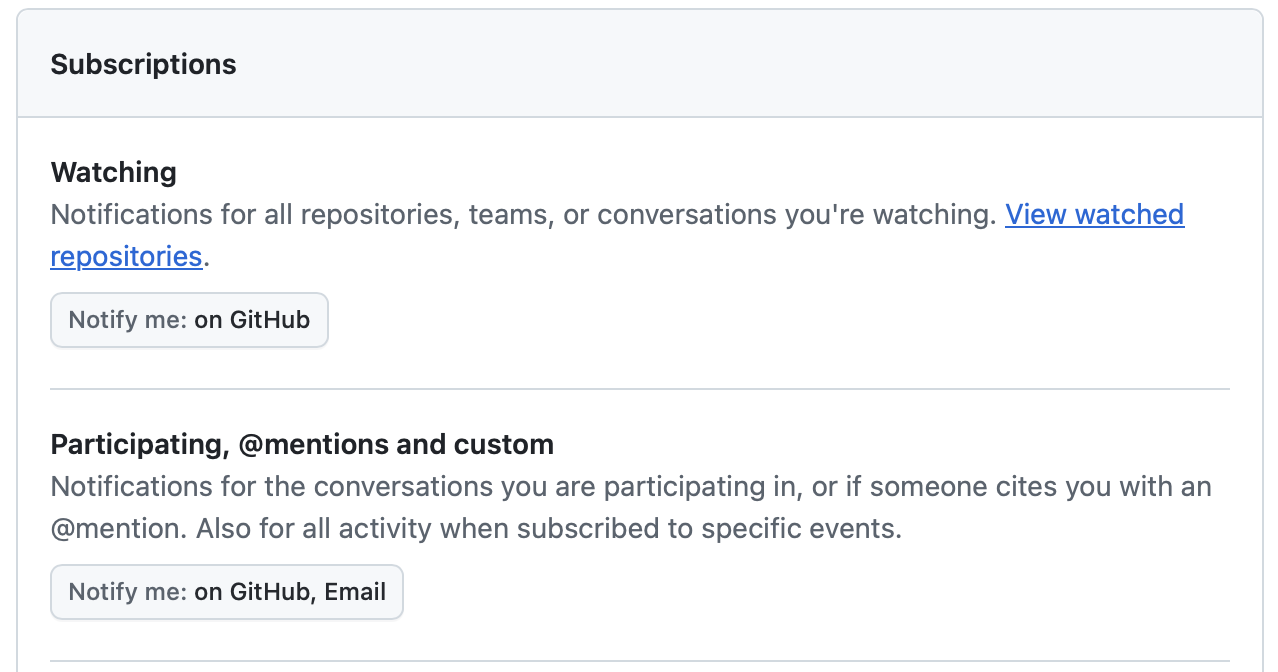 Subscriptions
Watching
Notifications for all repositories, teams, or conversations you're watching. View watched
repositories.
Notify me: on GitHub
Participating, @mentions and custom
Notifications for the conversations you are participating in, or if someone cites you with an
@mention. Also for all activity when subscribed to specific events.
Notify me: on GitHub, Email